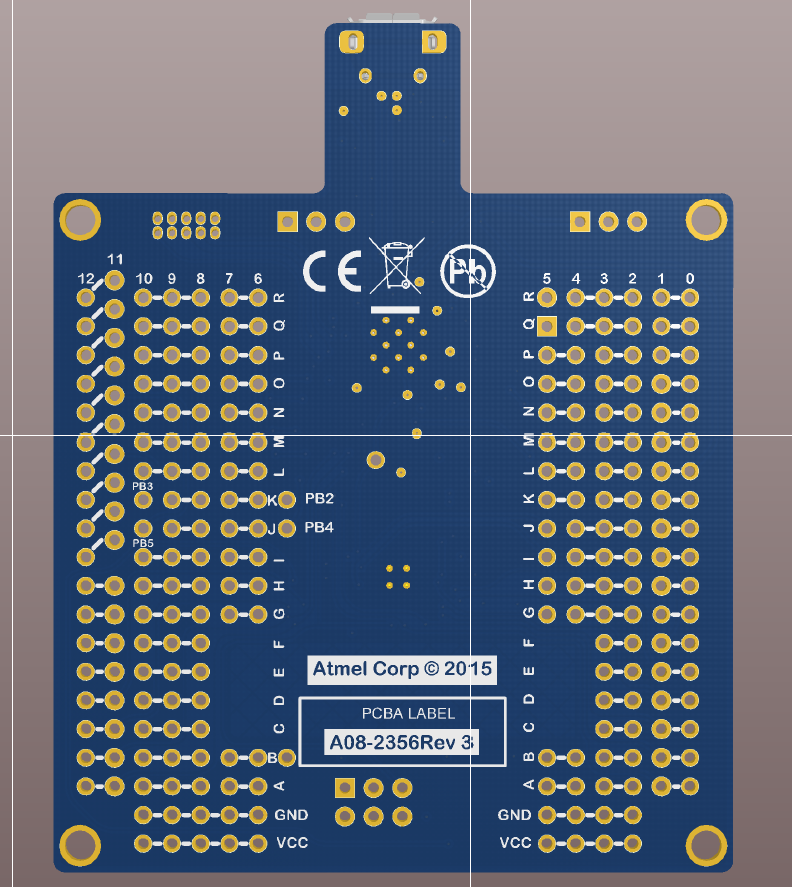 CE Pb
11
12 10 9 8 7 6 5 4 3 2 1 0
R R
Q Q
P P
O O
N N
M M
L L
PB3
K PB2 K
J PB4 J
PB5
I I
H H
G G
F F
Atmel Corp © 2015
E E
D D
PCBA LABEL
C C
A08-2356Rev 3
B B
A A
GND GND
VCC VCC